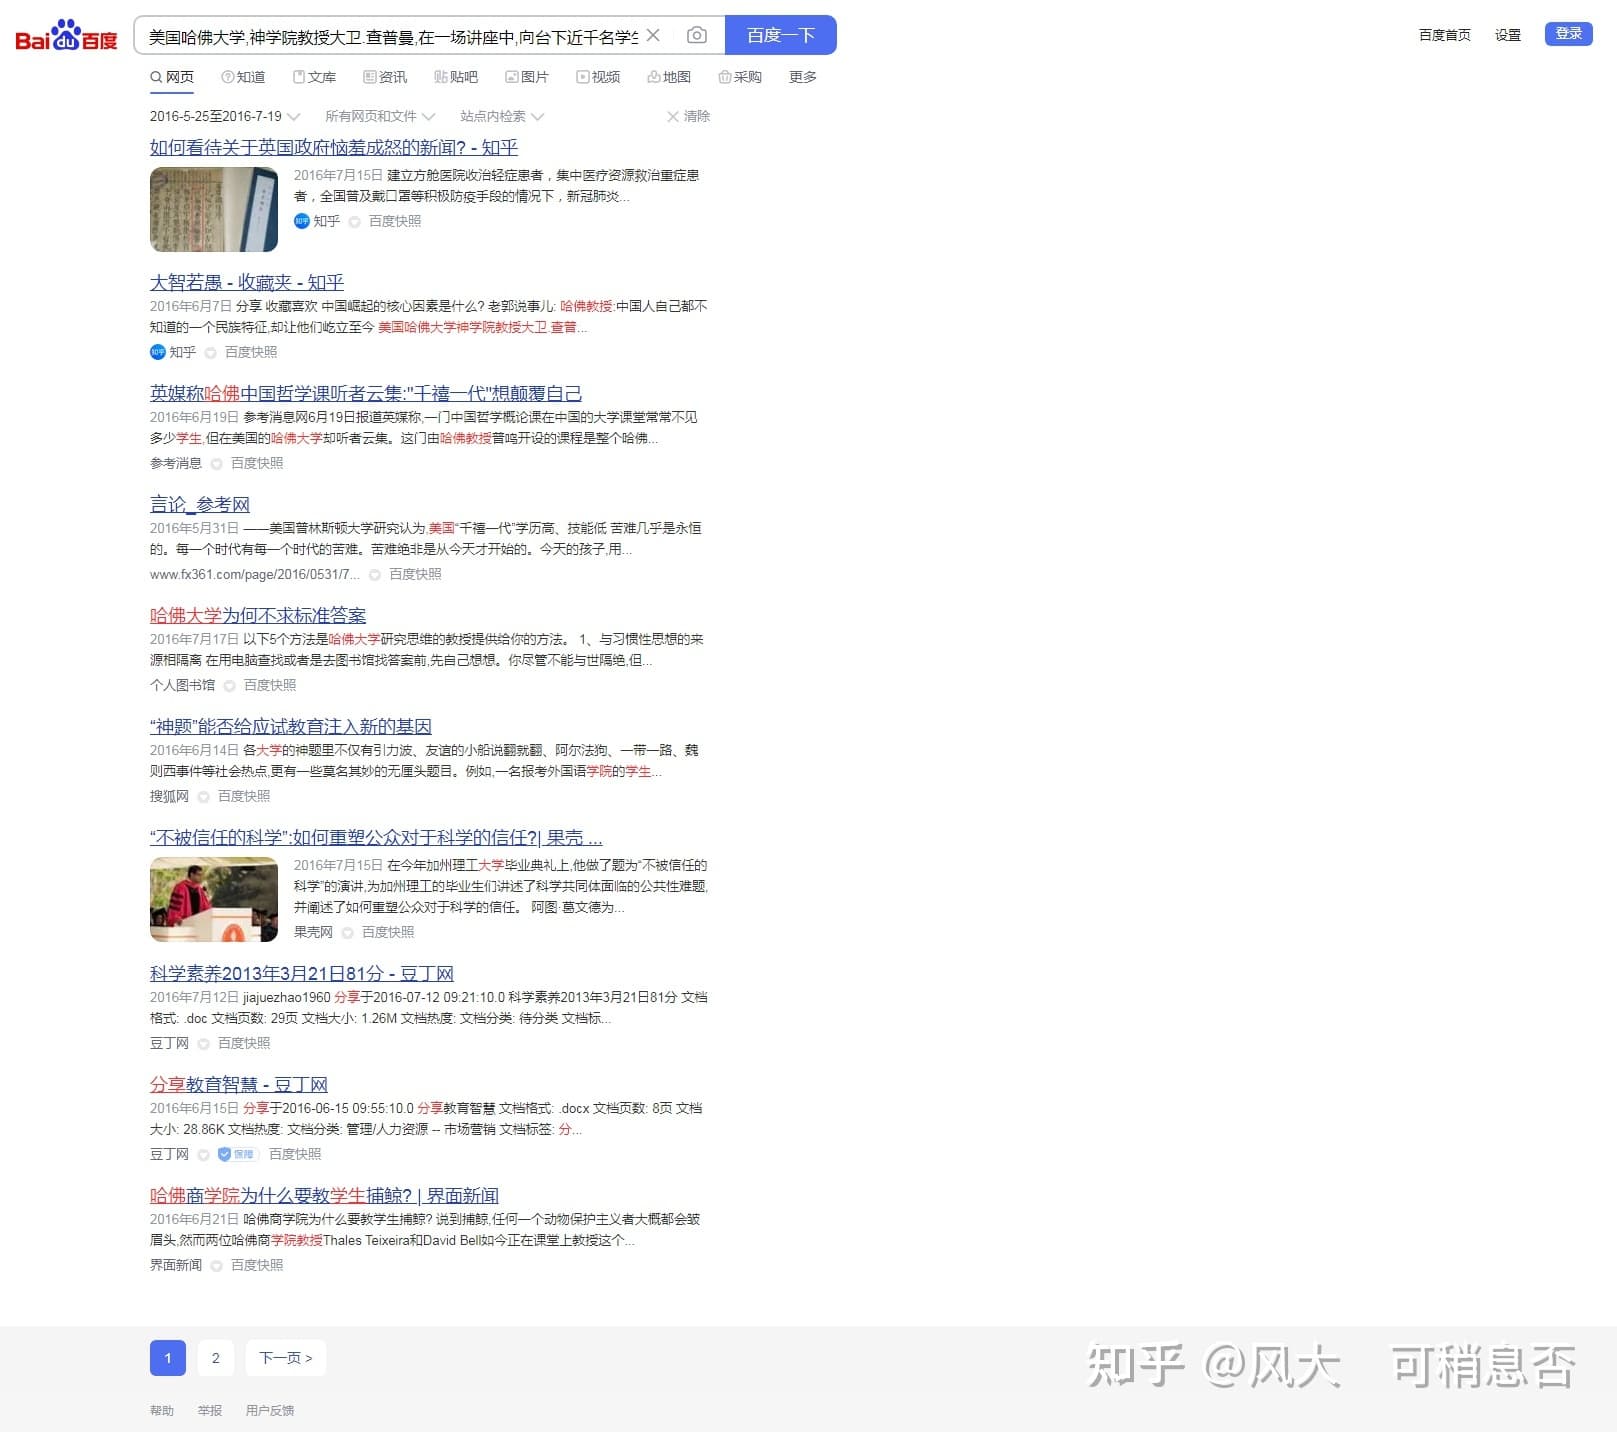 Baidu百度 美国哈佛大学,神学院教授大卫.查普曼,在一场讲座中,向台下近千名学生 百度一下 百度首页 设置 登录
网页 知道 文库 资讯 贴吧 图片 视频 地图 采购 更多
2016-5-25至2016-7-19 所有网页和文件 站点内检索 清除
如何看待关于英国政府恼羞成怒的新闻? - 知乎
2016年7月15日 建立方舱医院收治轻症患者，集中医疗资源救治重症患
者，全国普及戴口罩等积极防疫手段的情况下，新冠肺炎...
知乎 知乎 百度快照
大智若愚 - 收藏夹 - 知乎
2016年6月7日 分享 收藏喜欢 中国崛起的核心因素是什么? 老郭说事儿: 哈佛教授:中国人自己都不
知道的一个民族特征,却让他们屹立至今 美国哈佛大学神学院教授大卫.查普...
知乎 知乎 百度快照
英媒称哈佛中国哲学课听者云集:"千禧一代"想颠覆自己
2016年6月19日 参考消息网6月19日报道英媒称,一门中国哲学概论课在中国的大学课堂常常不见
多少学生,但在美国的哈佛大学却听者云集。这门由哈佛教授普鸣开设的课程是整个哈佛...
参考消息 百度快照
言论_参考网
2016年5月31日 ——美国普林斯顿大学研究认为,美国“千禧一代”学历高、技能低 苦难几乎是永恒
的。每一个时代有每一个时代的苦难。苦难绝非是从今天才开始的。今天的孩子,用...
www.fx361.com/page/2016/0531/7... 百度快照
哈佛大学为何不求标准答案
2016年7月17日 以下5个方法是哈佛大学研究思维的教授提供给你的方法。 1、与习惯性思想的来
源相隔离 在用电脑查找或者是去图书馆找答案前,先自己想想。你尽管不能与世隔绝,但...
个人图书馆 百度快照
“神题”能否给应试教育注入新的基因
2016年6月14日 各大学的神题里不仅有引力波、友谊的小船说翻就翻、阿尔法狗、一带一路、魏
则西事件等社会热点,更有一些莫名其妙的无厘头题目。例如,一名报考外国语学院的学生...
搜狐网 百度快照
“不被信任的科学”:如何重塑公众对于科学的信任?| 果壳 ...
2016年7月15日 在今年加州理工大学毕业典礼上,他做了题为“不被信任的
科学”的演讲,为加州理工的毕业生们讲述了科学共同体面临的公共性难题,
并阐述了如何重塑公众对于科学的信任。 阿图·葛文德为...
果壳网 百度快照
科学素养2013年3月21日81分 - 豆丁网
2016年7月12日 jiajuezhao1960 分享于2016-07-12 09:21:10.0 科学素养2013年3月21日81分 文档
格式: .doc 文档页数: 29页 文档大小: 1.26M 文档热度: 文档分类: 待分类 文档标...
豆丁网 百度快照
分享教育智慧 - 豆丁网
2016年6月15日 分享于2016-06-15 09:55:10.0 分享教育智慧 文档格式: .docx 文档页数: 8页 文档
大小: 28.86K 文档热度: 文档分类: 管理/人力资源 -- 市场营销 文档标签: 分...
豆丁网 保障 百度快照
哈佛商学院为什么要教学生捕鲸? | 界面新闻
2016年6月21日 哈佛商学院为什么要教学生捕鲸? 说到捕鲸,任何一个动物保护主义者大概都会皱
眉头,然而两位哈佛商学院教授Thales Teixeira和David Bell如今正在课堂上教授这个...
界面新闻 百度快照
1 2 下一页 >
知乎 @风大 可稍息否
帮助 举报 用户反馈